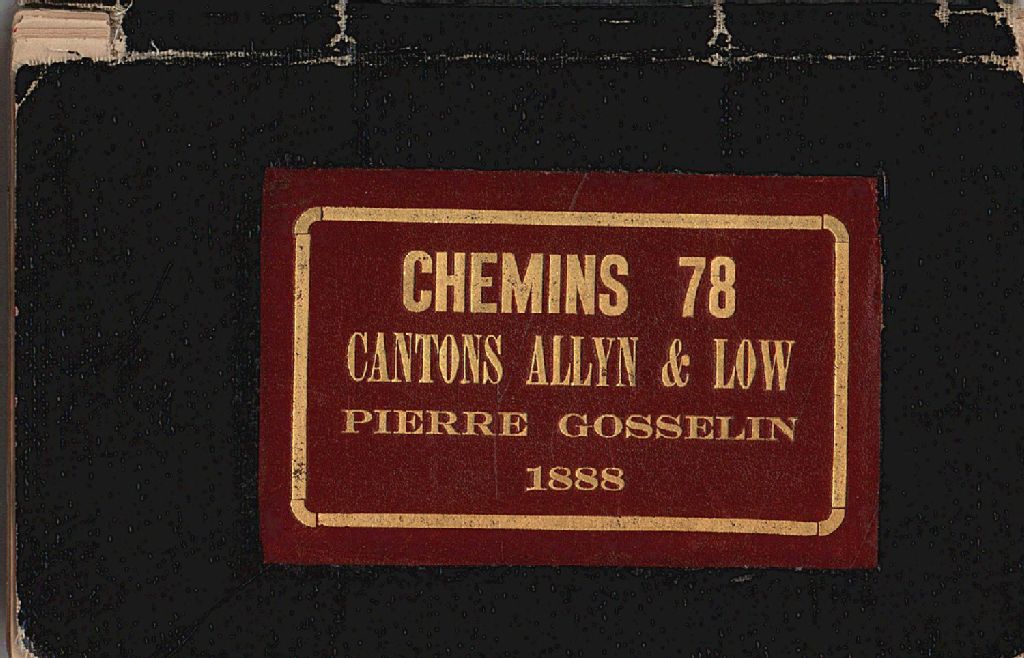 CHEMINS 78
CANTONS ALLYN & LOW
PIERRE GOSSELIN
1888